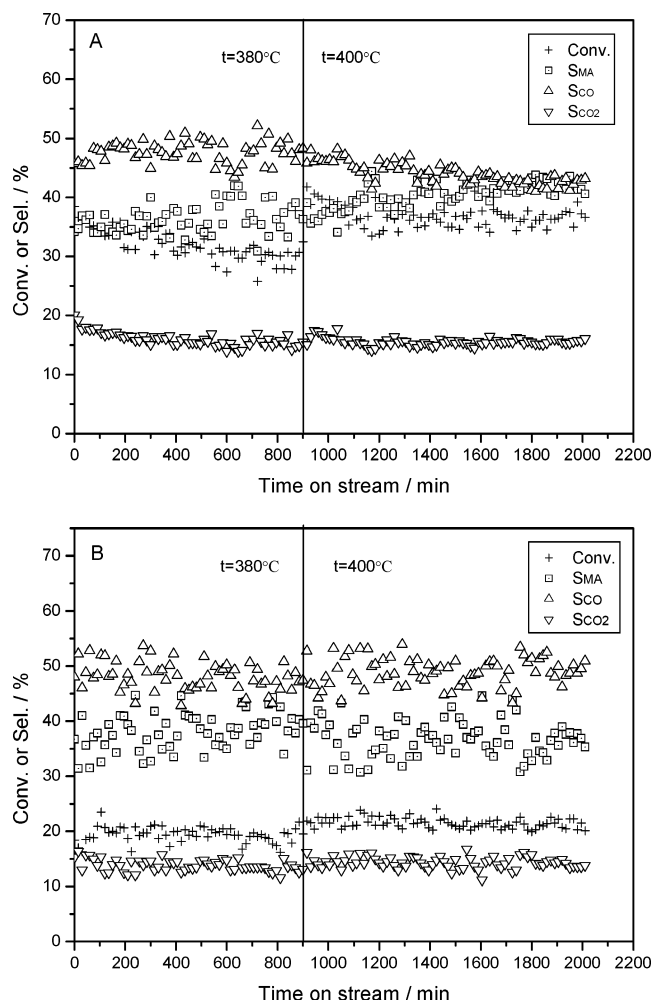 A
t=380°C
t=400°C
Conv.
SMA
SCO
SCO2
70
60
50
40
30
20
10
0
Conv. or Sel. / %
0 200 400 600 800 1000 1200 1400 1600 1800 2000 2200
Time on stream / min
B
t=380°C
t=400°C
Conv.
SMA
SCO
SCO2
70
60
50
40
30
20
10
0
Conv. or Sel. / %
0 200 400 600 800 1000 1200 1400 1600 1800 2000 2200
Time on stream / min